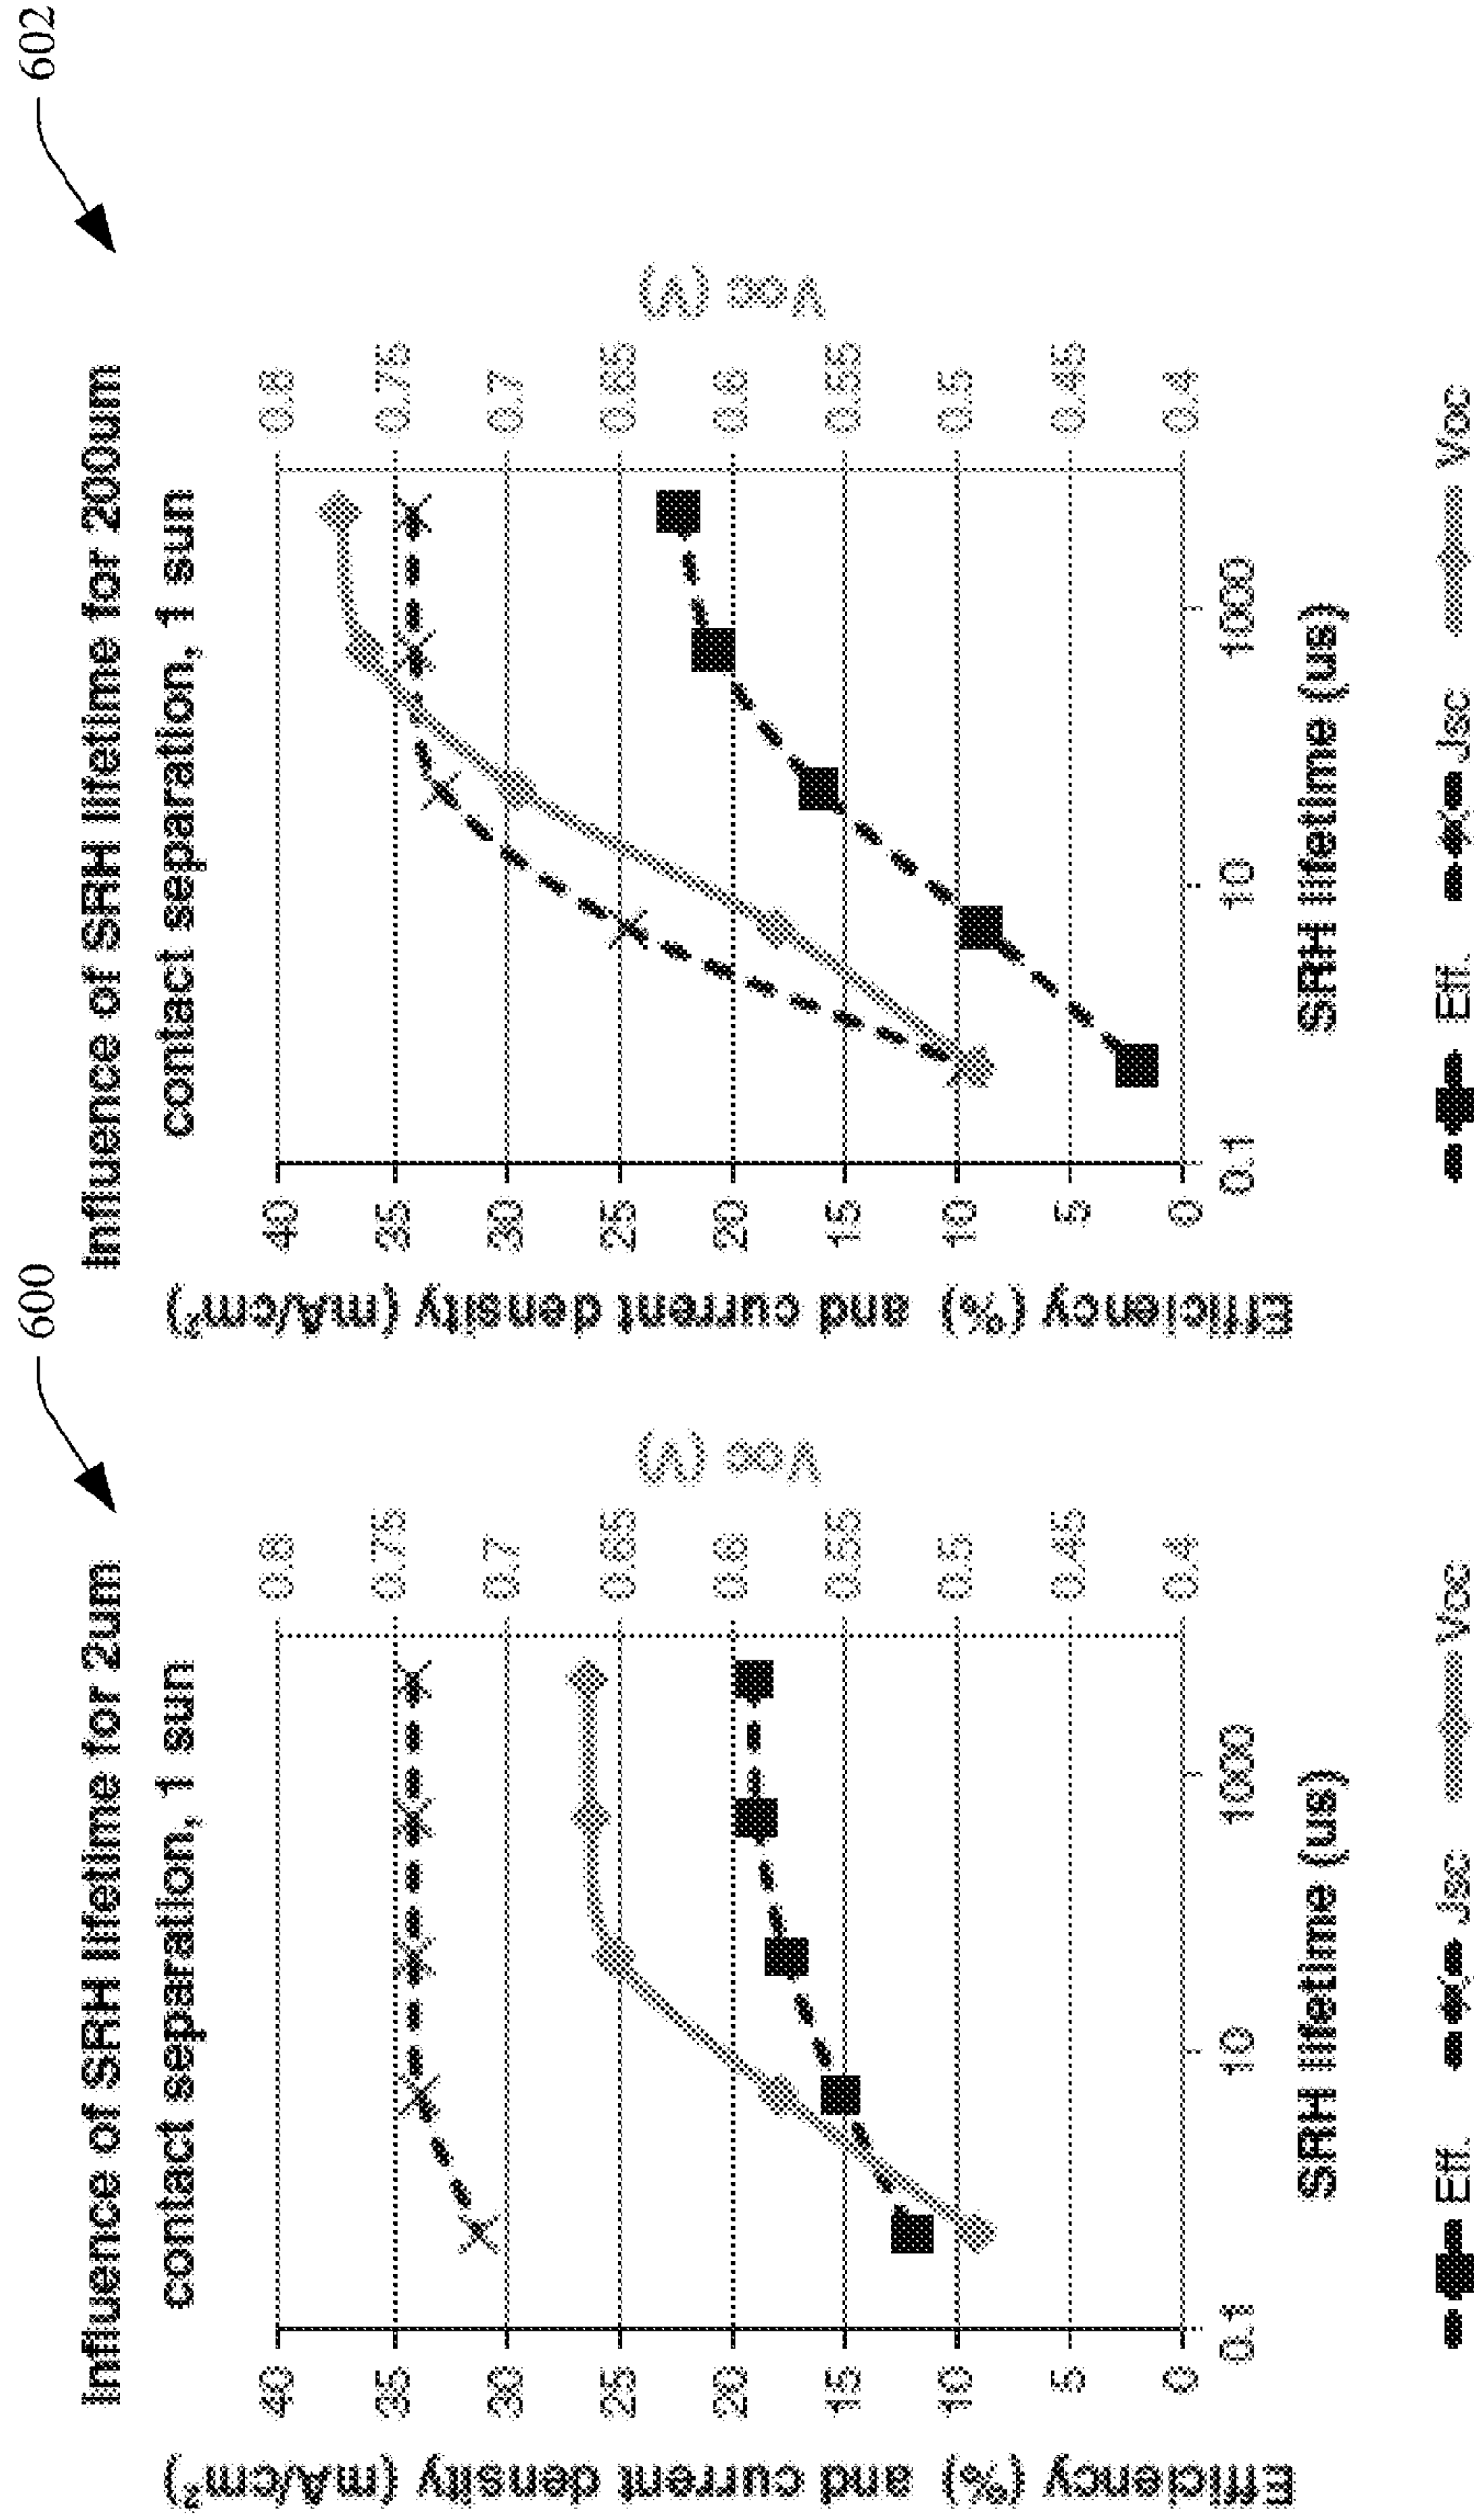 600
Influence of SRH lifetime for 2um
contact separation, 1 sun
Efficiency (%) and current density (mA/cm²)
40
35
30
25
20
15
10
5
0
0.8
0.75
0.7
0.65
0.6
0.55
0.5
0.45
0.4
Voc (V)
0.1
10
1000
SRH lifetime (us)
Eff.
Jsc
Voc
602
Influence of SRH lifetime for 200um
contact separation, 1 sun
Efficiency (%) and current density (mA/cm²)
40
35
30
25
20
15
10
5
0
0.8
0.75
0.7
0.65
0.6
0.55
0.5
0.45
0.4
Voc (V)
0.1
10
1000
SRH lifetime (us)
Eff.
Jsc
Voc